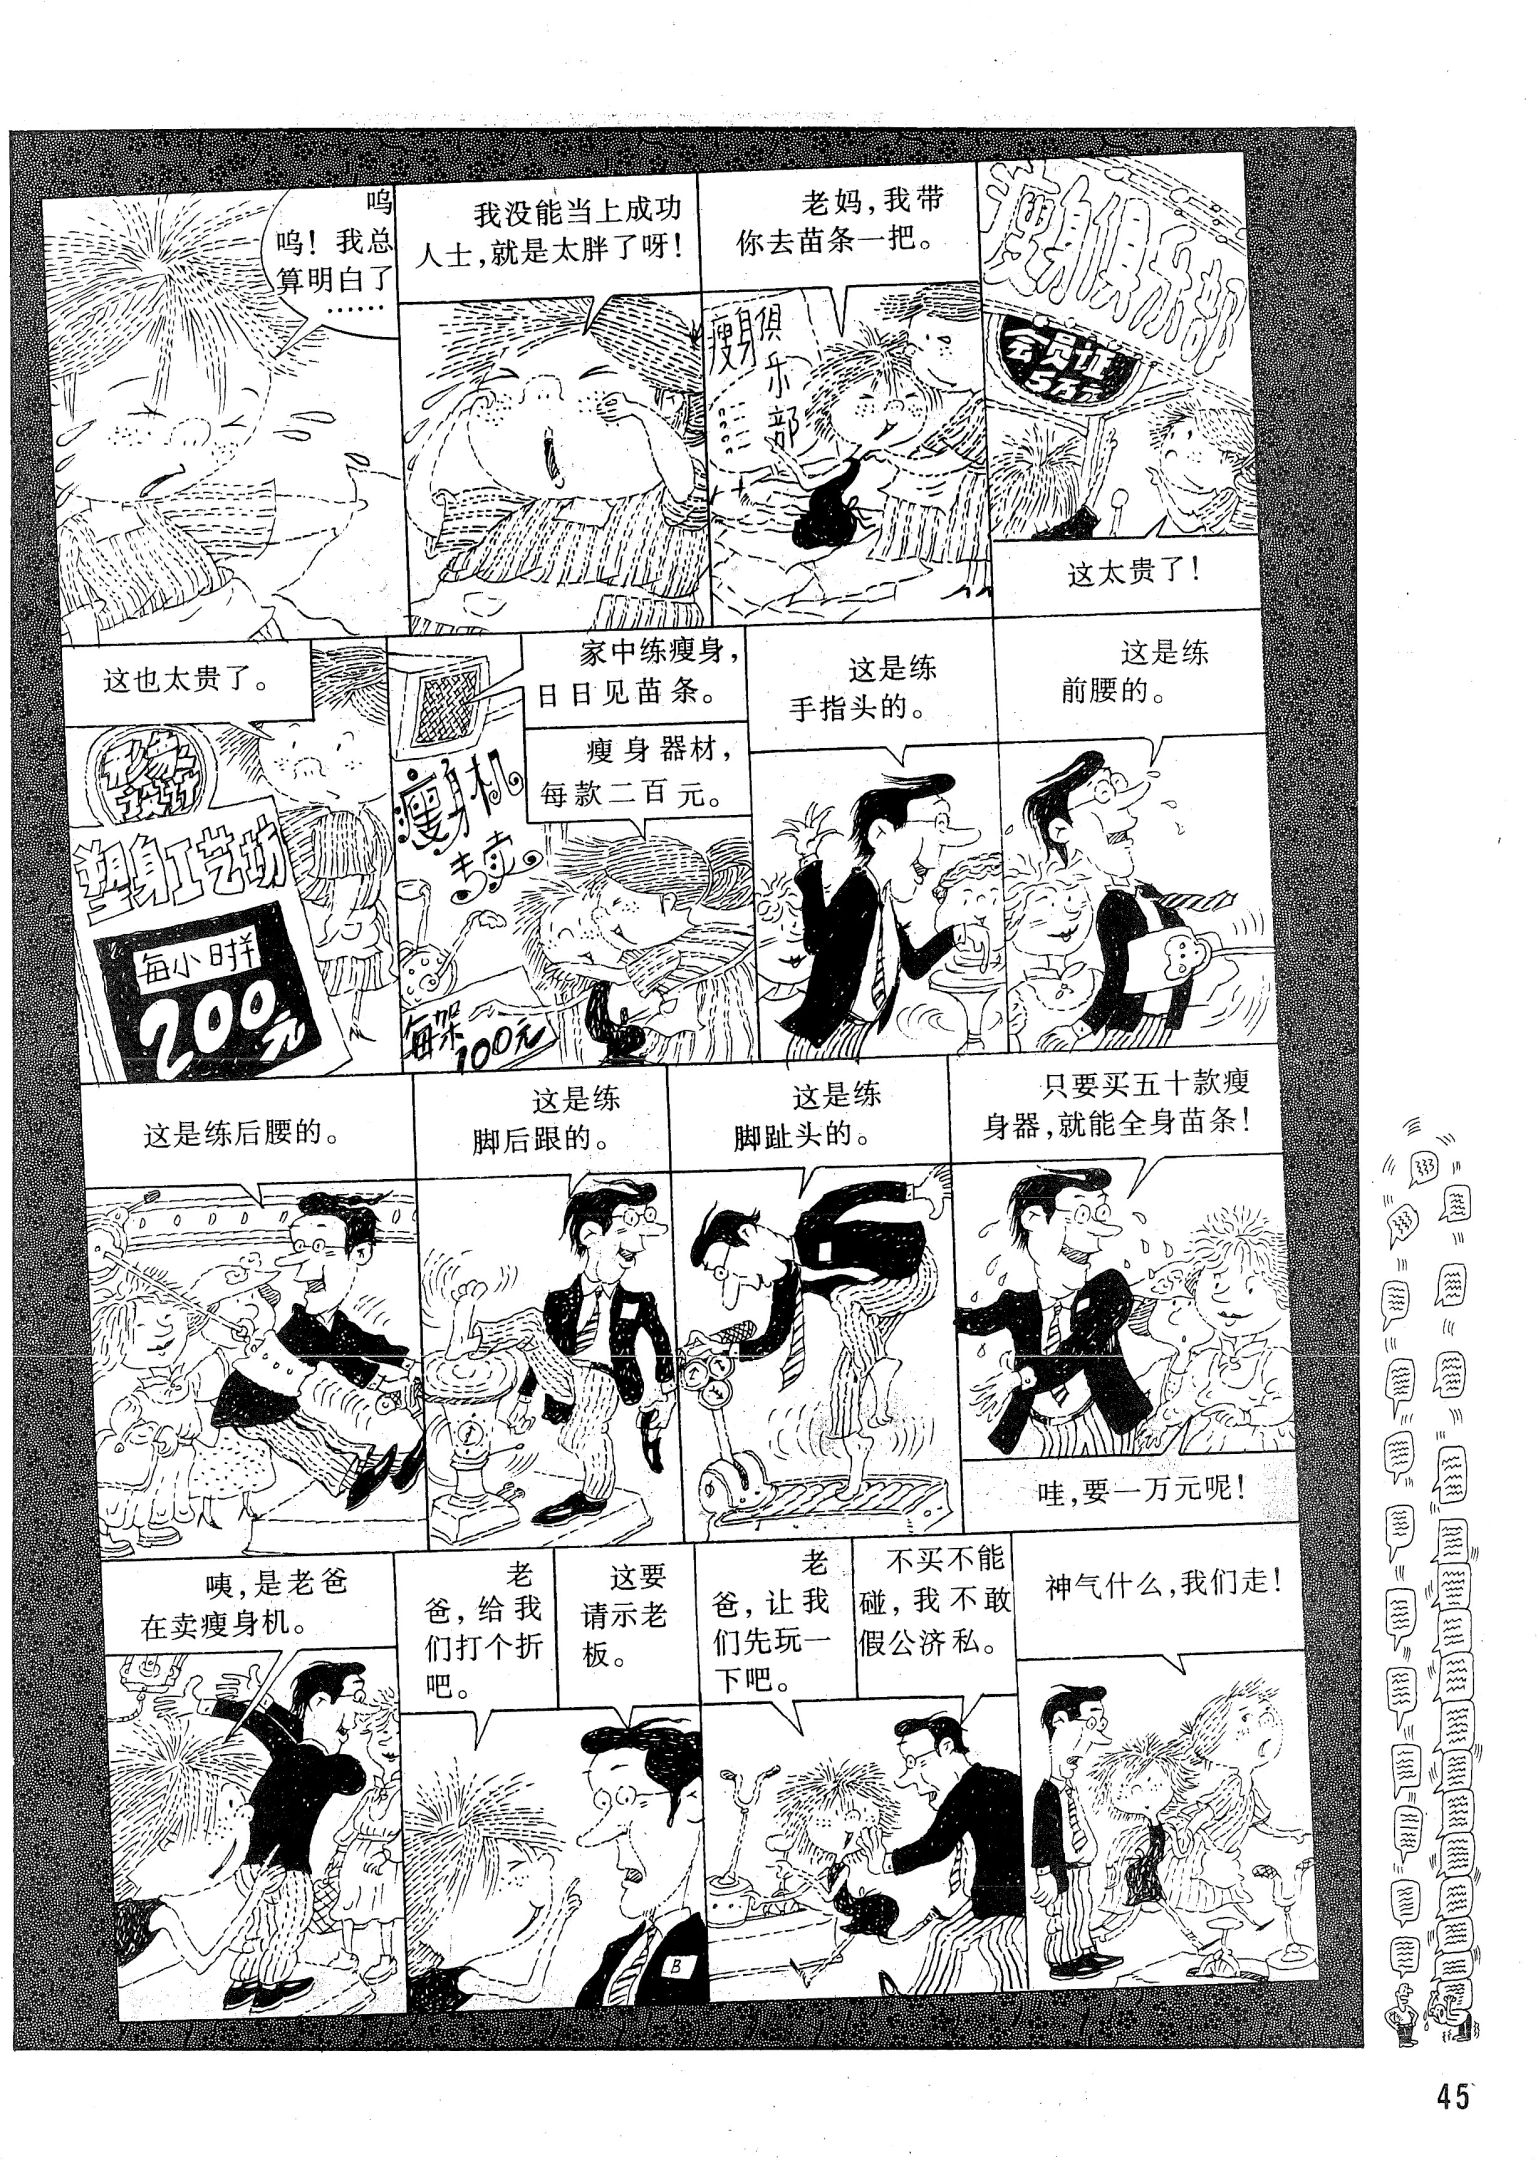 呜
呜！我总
算明白了
……
我没能当上成功
人士，就是太胖了呀！
老妈，我带
你去苗条一把。
瘦身俱
乐
部
瘦身俱乐部
会员证
5万元
这太贵了！
这也太贵了。
形象
设计
塑身工艺坊
每小时
200元
家中练瘦身，
日日见苗条。
瘦身器材，
每款二百元。
瘦身机
专卖
每架
100元
这是练
手指头的。
这是练
前腰的。
这是练后腰的。
这是练
脚后跟的。
这是练
脚趾头的。
只要买五十款瘦
身器，就能全身苗条！
哇，要一万元呢！
咦，是老爸
在卖瘦身机。
老
爸，给我
们打个折
吧。
这要
请示老
板。
B
老
爸，让我
们先玩一
下吧。
不买不能
碰，我不敢
假公济私。
神气什么，我们走！
45